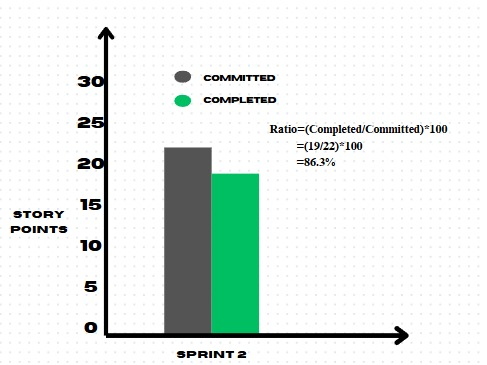 30
COMMITTED
25
COMPLETED
Ratio=(Completed/Committed)*100
=(19/22)*100
=86.3%
20
15
STORY
POINTS
10
5
0
SPRINT 2